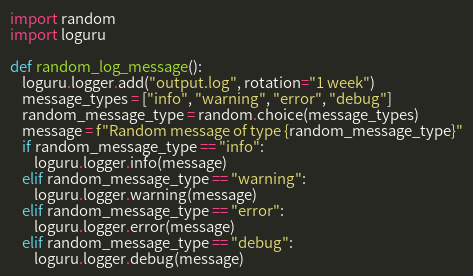 import random
import loguru

def random_log_message():
    loguru.logger.add("output.log", rotation="1 week")
    message_types = ["info", "warning", "error", "debug"]
    random_message_type = random.choice(message_types)
    message = f"Random message of type {random_message_type}"
    if random_message_type == "info":
        loguru.logger.info(message)
    elif random_message_type == "warning":
        loguru.logger.warning(message)
    elif random_message_type == "error":
        loguru.logger.error(message)
    elif random_message_type == "debug":
        loguru.logger.debug(message)